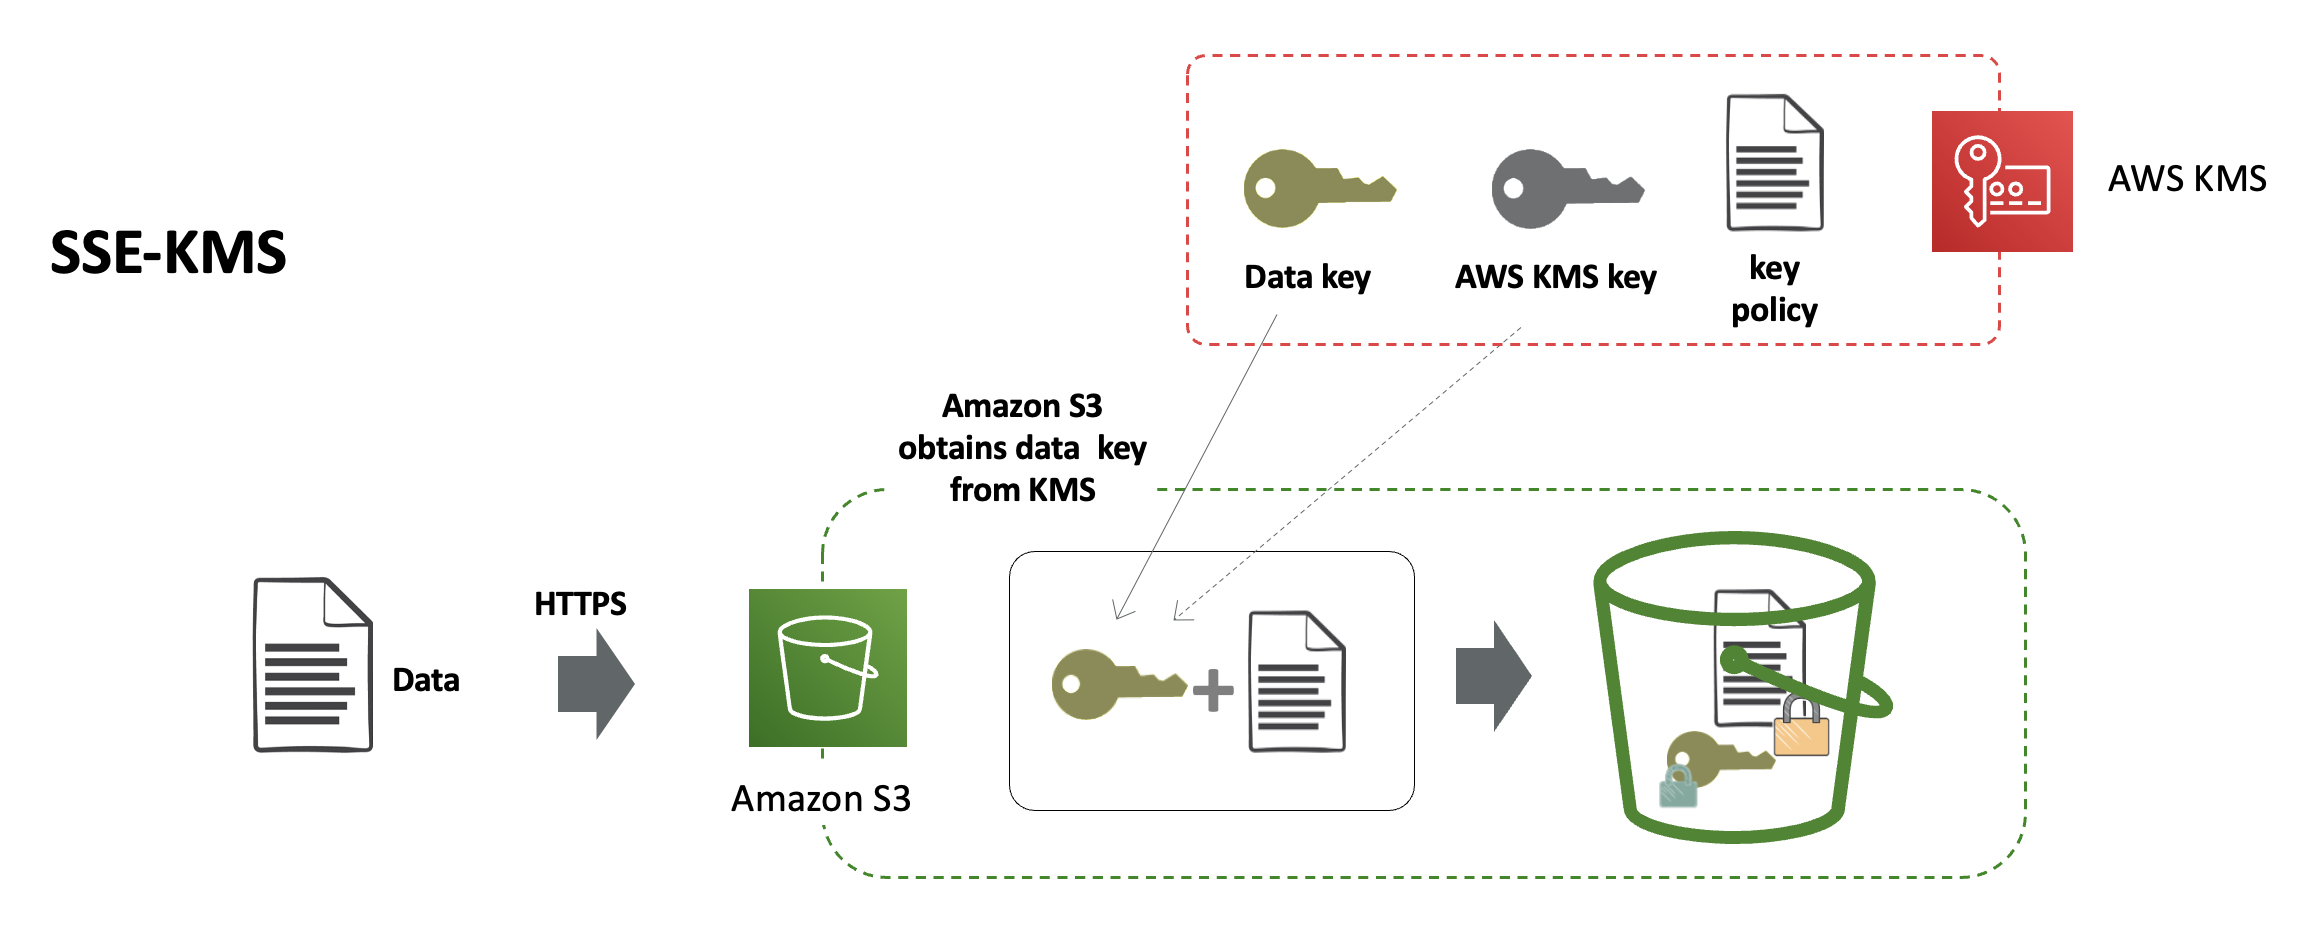 SSE-KMS
Data key
AWS KMS key
key
policy
AWS KMS
Amazon S3
obtains data  key
from KMS
Data
HTTPS
Amazon S3